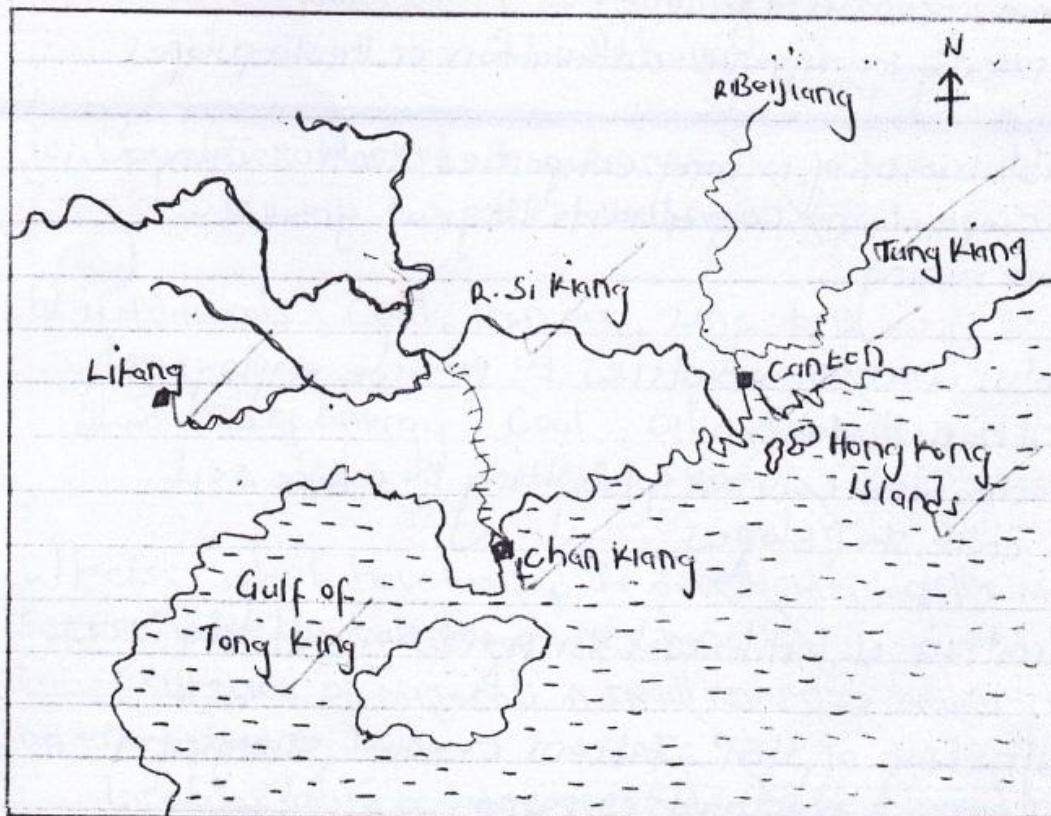 N
R.Beijiang
Tung Kiang
R. Si Kiang
Canton
Litang
Hong Kong
Islands
Chan Kiang
Gulf of
Tong King